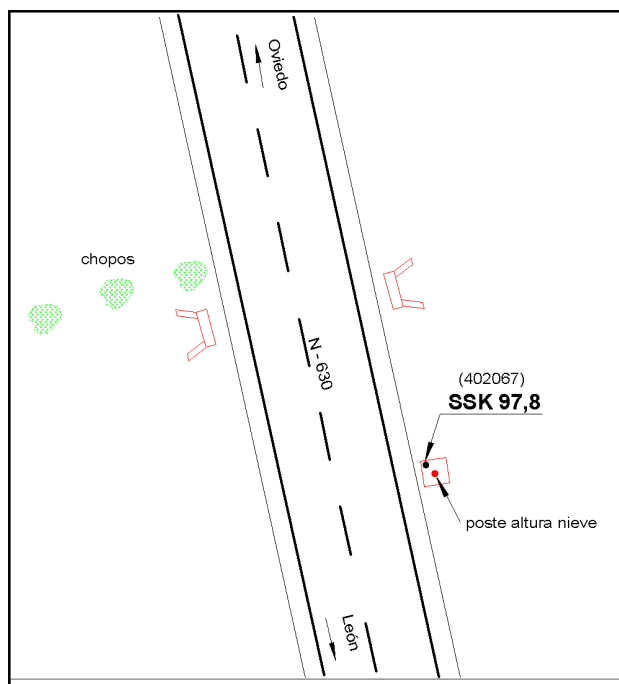 Oviedo
chopos
N - 630
(402067)
SSK 97,8
poste altura nieve
León